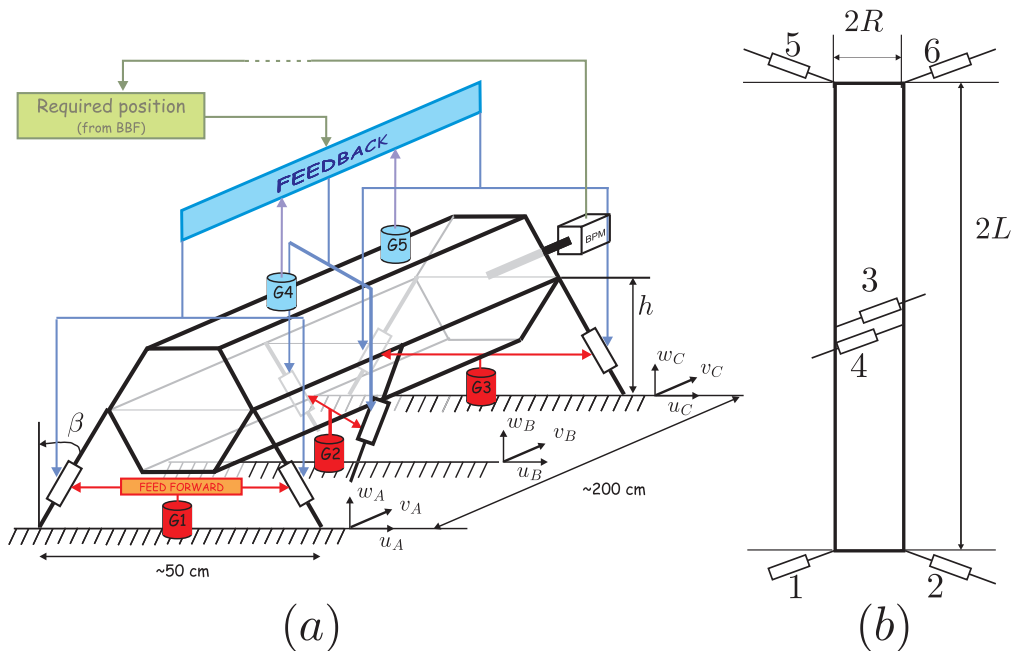 Required position
(from BBF)
FEEDBACK
G5
BPM
G4
h
G3
w_C
v_C
u_C
β
G2
w_B
v_B
u_B
~200 cm
FEED FORWARD
G1
w_A
v_A
u_A
~50 cm
(a)
2R
5
6
2L
3
4
1
2
(b)